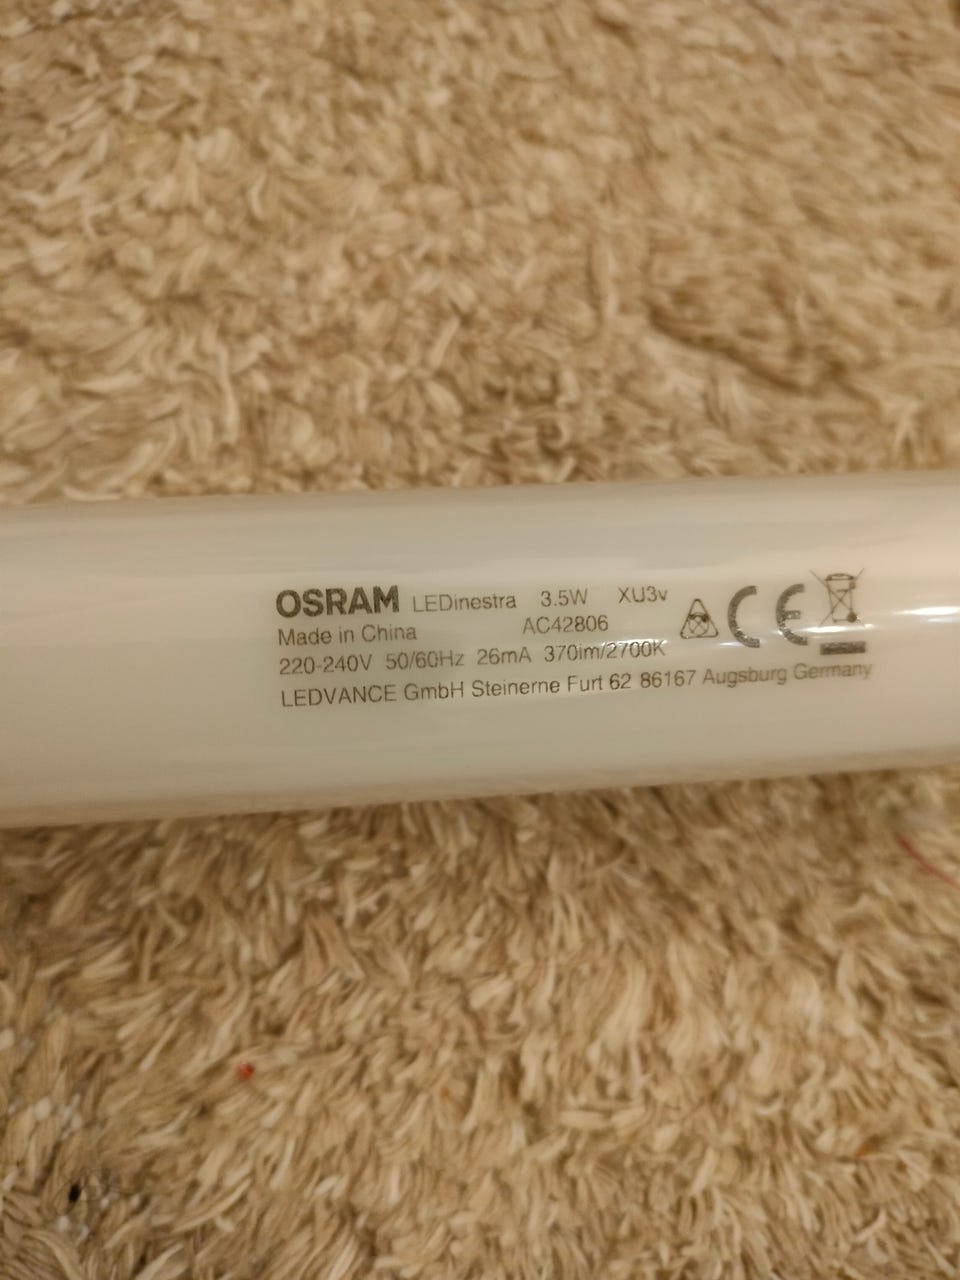 OSRAM LEDinestra 3.5W XU3v
Made in China AC42806
220-240V 50/60Hz 26mA 370lm/2700K
LEDVANCE GmbH Steinerne Furt 62 86167 Augsburg Germany
CE